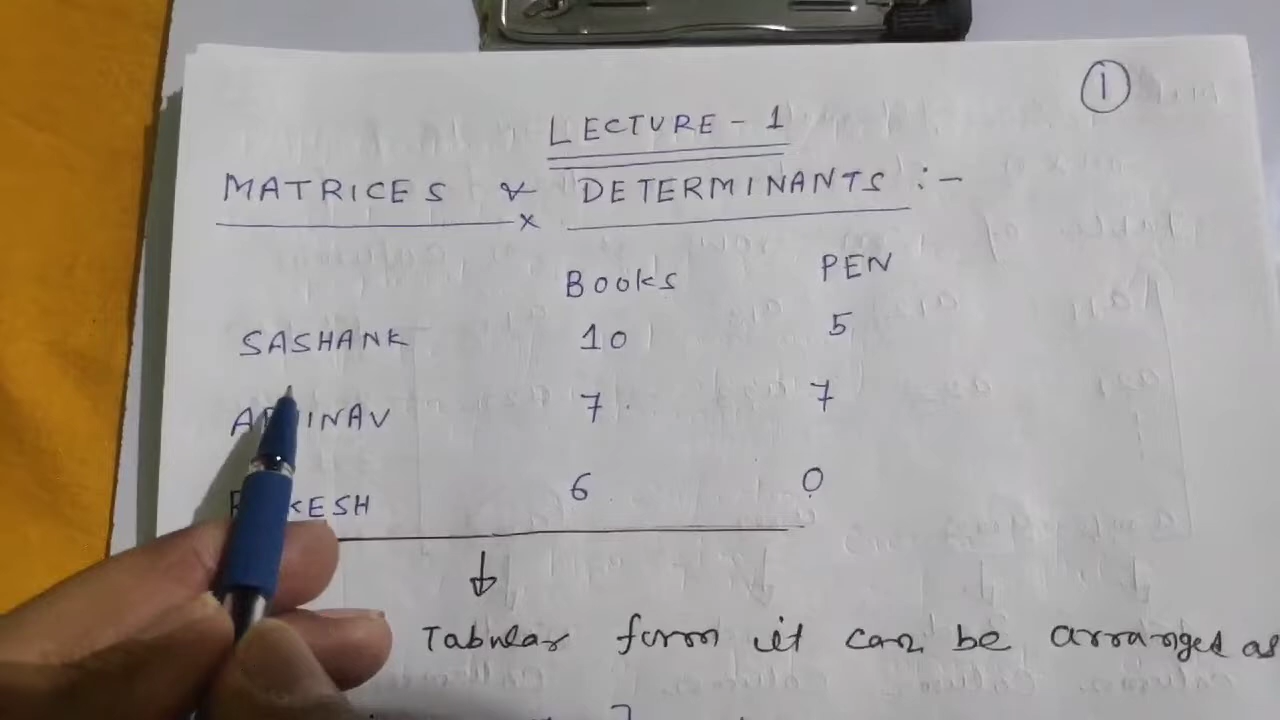 1
LECTURE - 1
MATRICES & DETERMINANTS :-
Books PEN
SASHANK 10 5
7 7
6 0
Tabular form it can be arranged as